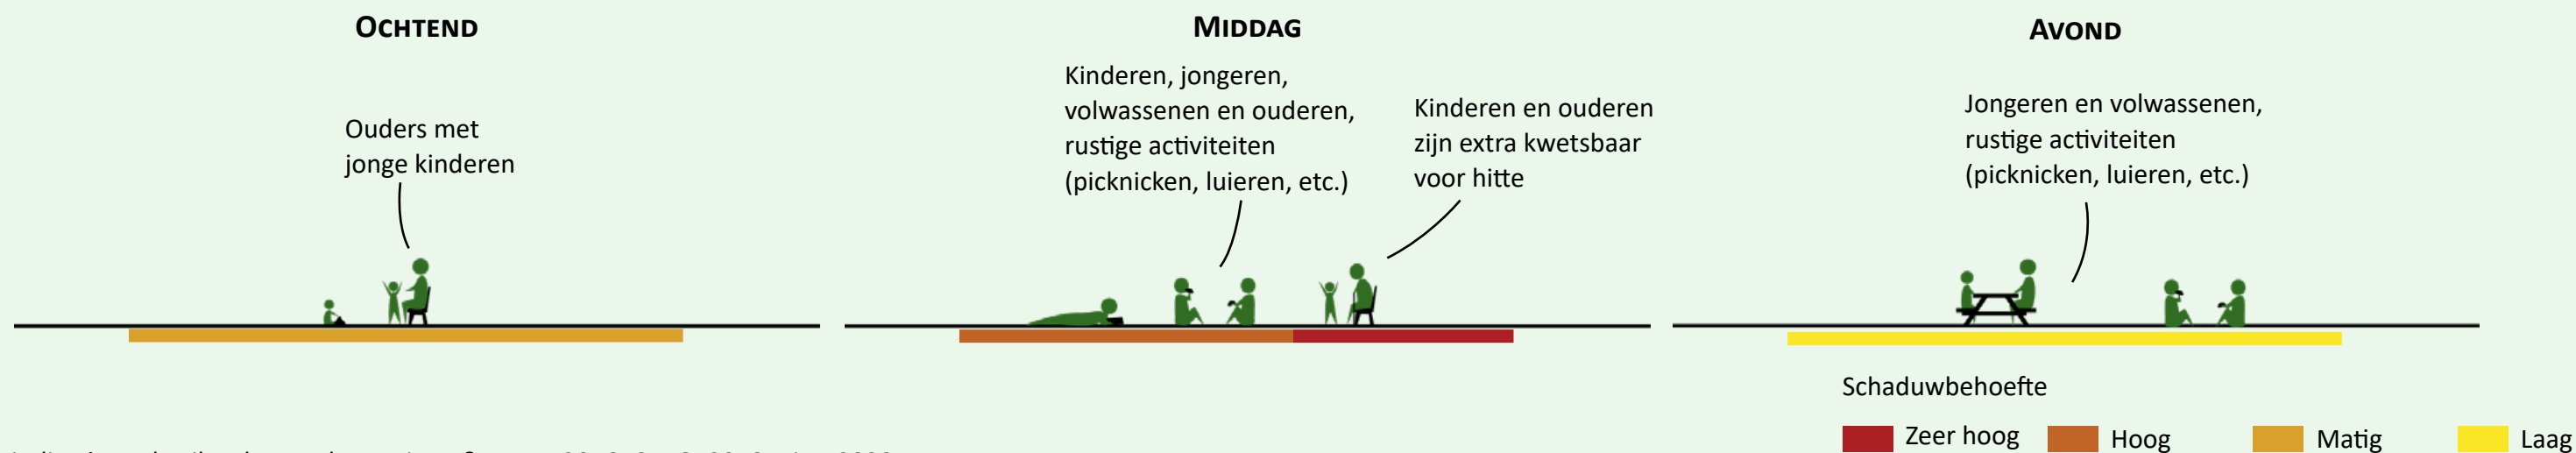 OCHTEND
Ouders met
jonge kinderen
MIDDAG
Kinderen, jongeren,
volwassenen en ouderen,
rustige activiteiten
(picknicken, luieren, etc.)
Kinderen en ouderen
zijn extra kwetsbaar
voor hitte
AVOND
Jongeren en volwassenen,
rustige activiteiten
(picknicken, luieren, etc.)
Schaduwbehoefte
Zeer hoog
Hoog
Matig
Laag